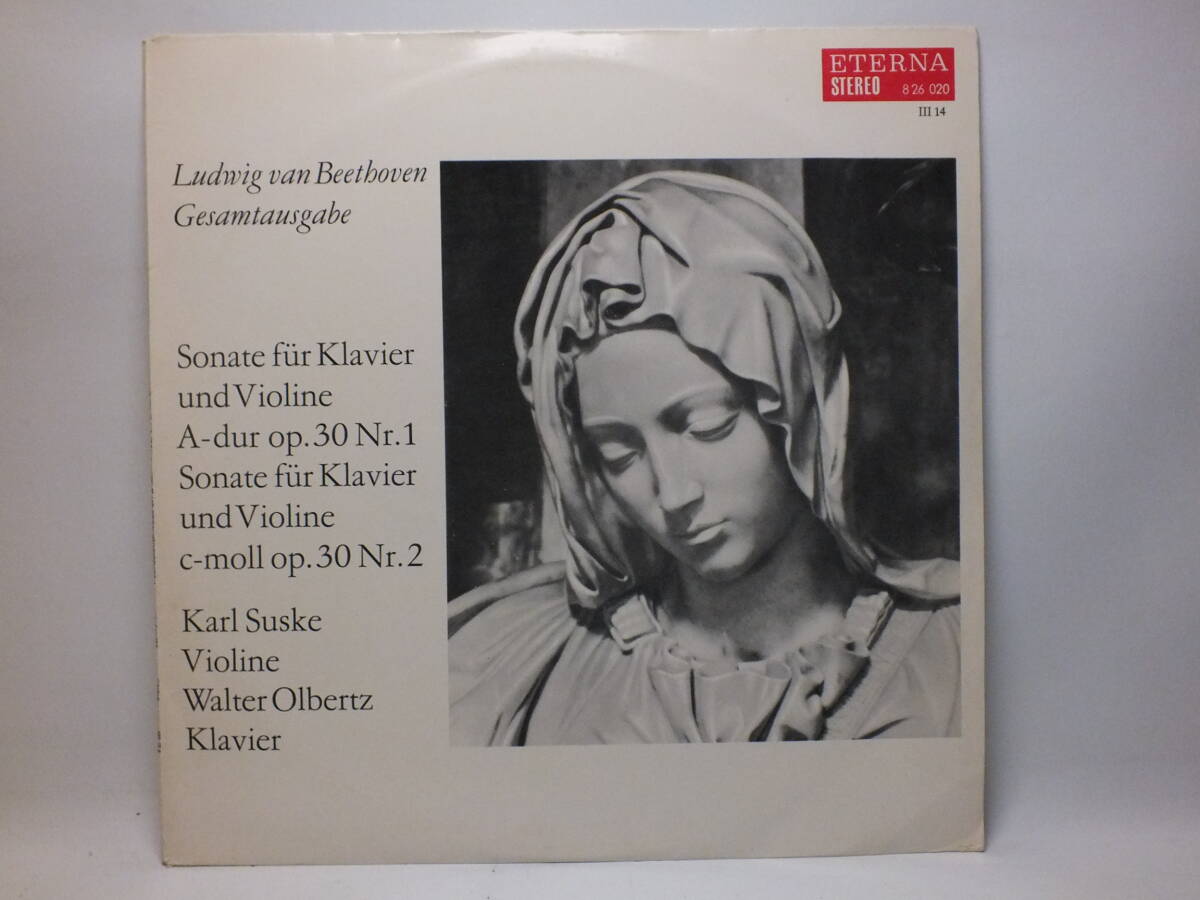 ETERNA
STEREO 8 26 020
III 14
Ludwig van Beethoven
Gesamtausgabe
Sonate für Klavier
und Violine
A-dur op. 30 Nr. 1
Sonate für Klavier
und Violine
c-moll op. 30 Nr. 2
Karl Suske
Violine
Walter Olbertz
Klavier